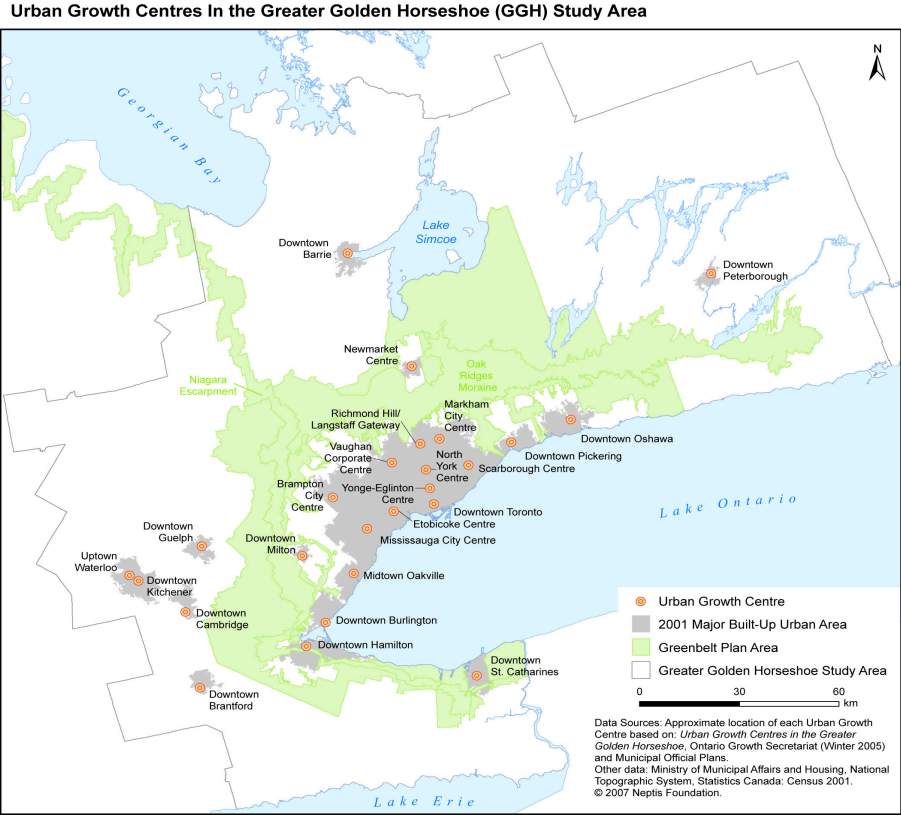 Urban Growth Centres In the Greater Golden Horseshoe (GGH) Study Area
N
Georgian Bay
Lake
Simcoe
Downtown
Barrie
Downtown
Peterborough
Newmarket
Centre
Oak
Ridges
Moraine
Niagara
Escarpment
Markham
City
Centre
Richmond Hill/
Langstaff Gateway
Downtown Oshawa
Vaughan
Corporate
Centre
North
York
Centre
Downtown Pickering
Scarborough Centre
Brampton
City
Centre
Yonge-Eglinton
Centre
Lake Ontario
Downtown Toronto
Etobicoke Centre
Downtown
Guelph
Downtown
Milton
Mississauga City Centre
Uptown
Waterloo
Downtown
Kitchener
Midtown Oakville
Downtown
Cambridge
Downtown Burlington
Downtown Hamilton
Downtown
St. Catharines
Downtown
Brantford
Lake Erie
Urban Growth Centre
2001 Major Built-Up Urban Area
Greenbelt Plan Area
Greater Golden Horseshoe Study Area
0 30 60
km
Data Sources: Approximate location of each Urban Growth
Centre based on: Urban Growth Centres in the Greater
Golden Horseshoe, Ontario Growth Secretariat (Winter 2005)
and Municipal Official Plans.
Other data: Ministry of Municipal Affairs and Housing, National
Topographic System, Statistics Canada: Census 2001.
© 2007 Neptis Foundation.